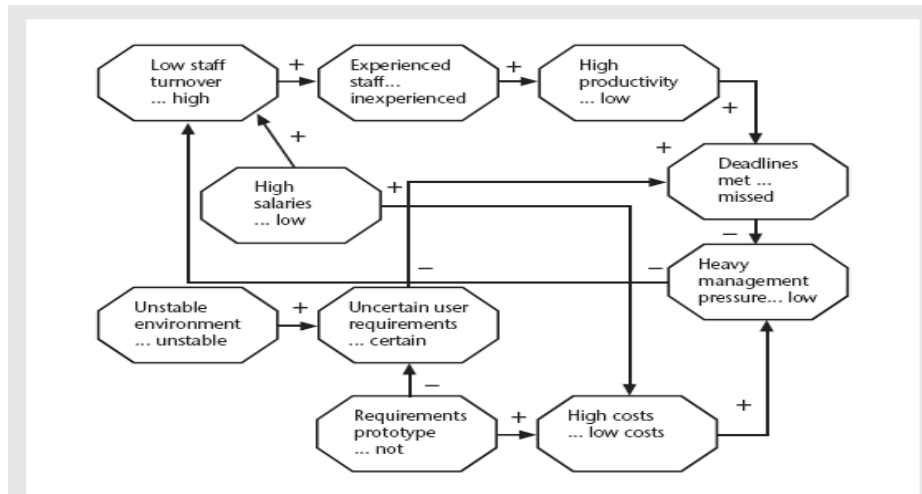 Low staff
turnover
... high
+
Experienced
staff...
inexperienced
+
High
productivity
... low
+
+
+
Deadlines
met ...
missed
High
salaries
... low
+
−
−
−
Heavy
management
pressure... low
Unstable
environment
... unstable
+
Uncertain user
requirements
... certain
−
+
Requirements
prototype
... not
+
High costs
... low costs